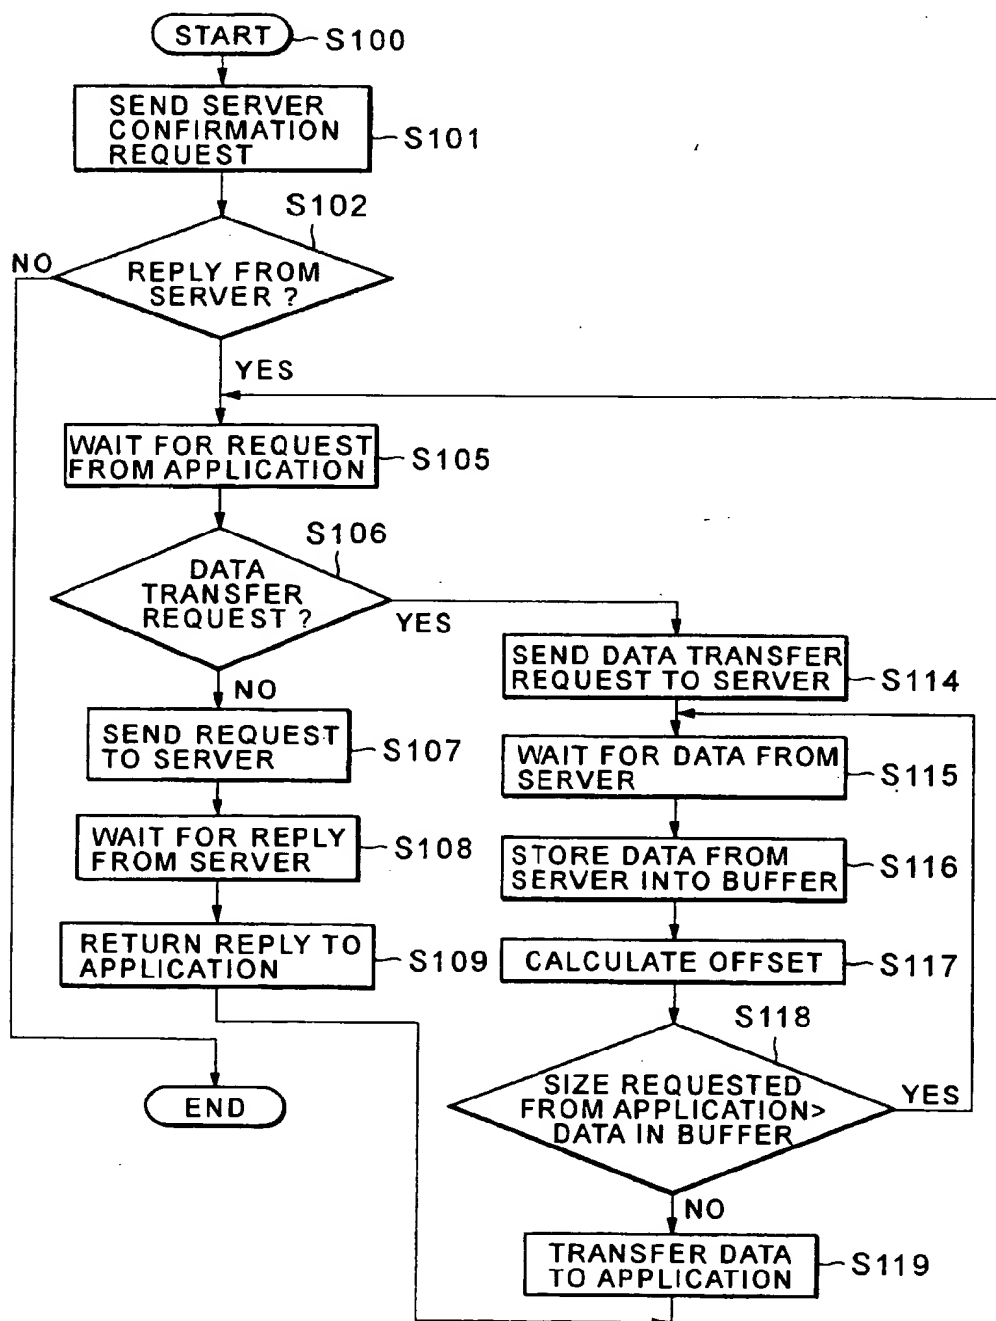 START
S100
SEND SERVER
CONFIRMATION
REQUEST
S101
S102
NO
REPLY FROM
SERVER ?
YES
WAIT FOR REQUEST
FROM APPLICATION
S105
S106
DATA
TRANSFER
REQUEST ?
YES
NO
SEND REQUEST
TO SERVER
S107
WAIT FOR REPLY
FROM SERVER
S108
RETURN REPLY TO
APPLICATION
S109
END
SEND DATA TRANSFER
REQUEST TO SERVER
S114
WAIT FOR DATA FROM
SERVER
S115
STORE DATA FROM
SERVER INTO BUFFER
S116
CALCULATE OFFSET
S117
S118
SIZE REQUESTED
FROM APPLICATION>
DATA IN BUFFER
YES
NO
TRANSFER DATA
TO APPLICATION
S119